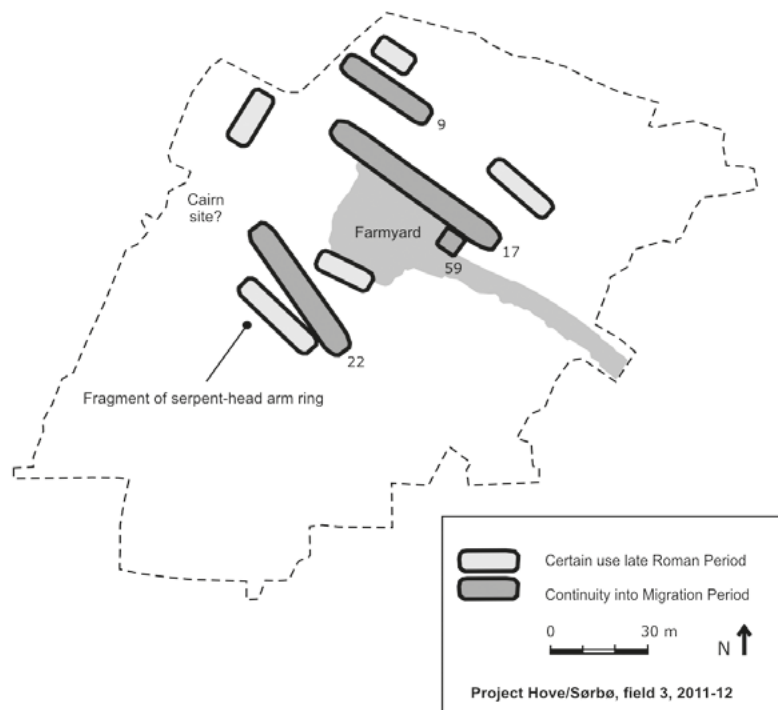 9
Cairn
site?
Farmyard
17
59
22
Fragment of serpent-head arm ring
Certain use late Roman Period
Continuity into Migration Period
0 30 m
N
Project Hove/Sørbø, field 3, 2011-12